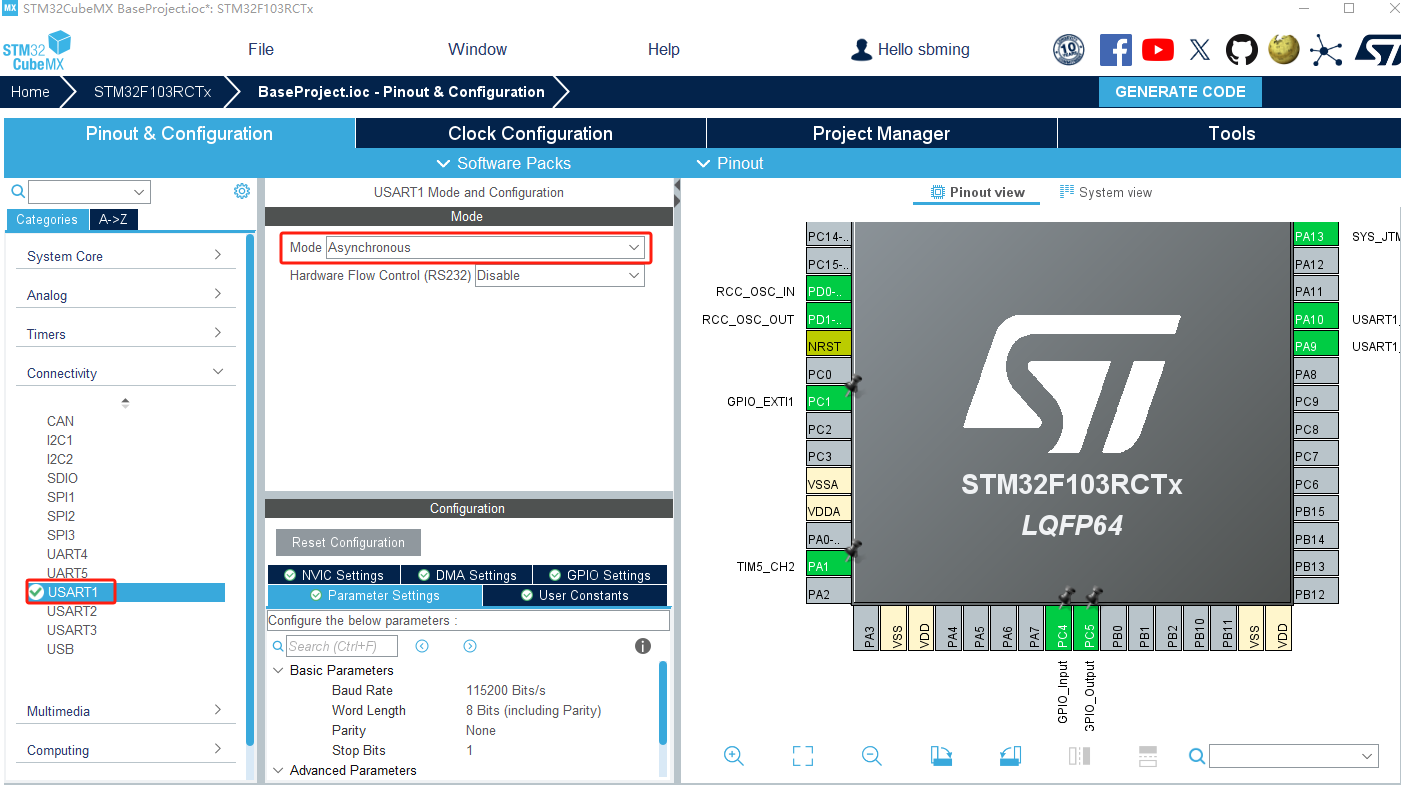 MX STM32CubeMX BaseProject.ioc*: STM32F103RCTx
STM32
CubeMX
File
Window
Help
Hello sbming
10
Home
STM32F103RCTx
BaseProject.ioc - Pinout & Configuration
GENERATE CODE
Pinout & Configuration
Clock Configuration
Project Manager
Tools
Software Packs
Pinout
Categories
A->Z
System Core
Analog
Timers
Connectivity
CAN
I2C1
I2C2
SDIO
SPI1
SPI2
SPI3
UART4
UART5
USART1
USART2
USART3
USB
Multimedia
Computing
USART1 Mode and Configuration
Mode
Mode Asynchronous
Hardware Flow Control (RS232) Disable
Configuration
Reset Configuration
NVIC Settings
DMA Settings
GPIO Settings
Parameter Settings
User Constants
Configure the below parameters :
Search (Ctrl+F)
Basic Parameters
Baud Rate 115200 Bits/s
Word Length 8 Bits (including Parity)
Parity None
Stop Bits 1
Advanced Parameters
Pinout view
System view
PC14-..
PC15-..
RCC_OSC_IN PD0-..
RCC_OSC_OUT PD1-..
NRST
PC0
GPIO_EXTI1 PC1
PC2
PC3
VSSA
VDDA
PA0-..
TIM5_CH2 PA1
PA2
ST
STM32F103RCTx
LQFP64
PA13 SYS_JTM
PA12
PA11
PA10 USART1_
PA9 USART1_
PA8
PC9
PC8
PC7
PC6
PB15
PB14
PB13
PB12
PA3
VSS
VDD
PA4
PA5
PA6
PA7
PC4
PC5
PB0
PB1
PB2
PB10
PB11
VSS
VDD
GPIO_Input
GPIO_Output